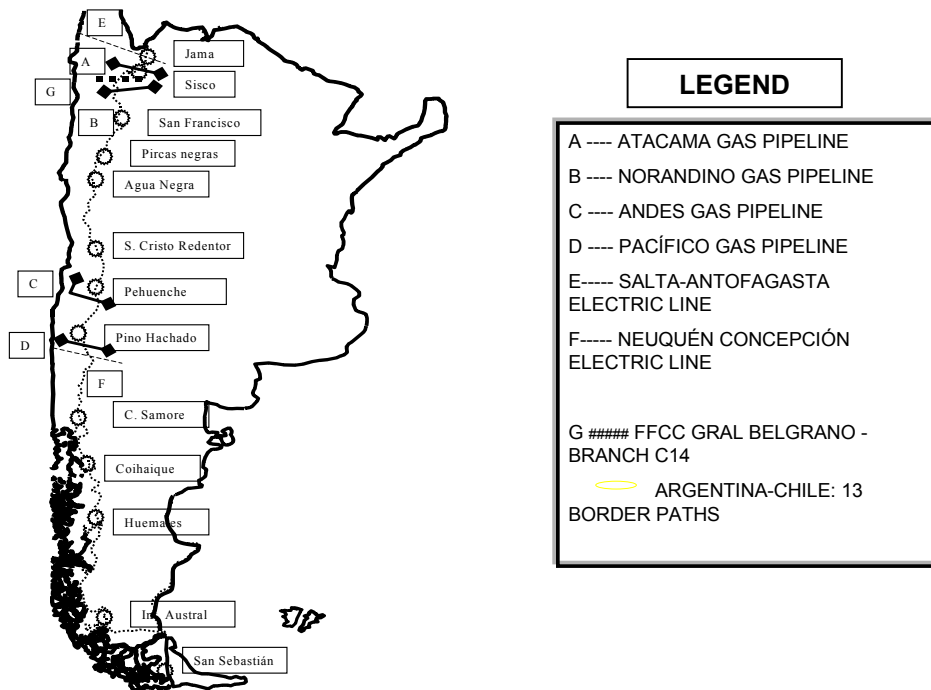 E
Jama
A
Sisco
G
B
San Francisco
Pircas negras
Agua Negra
S. Cristo Redentor
C
Pehuenche
Pino Hachado
D
F
C. Samore
Coihaique
Huemales
In. Austral
San Sebastián
LEGEND
A ---- ATACAMA GAS PIPELINE
B ---- NORANDINO GAS PIPELINE
C ---- ANDES GAS PIPELINE
D ---- PACÍFICO GAS PIPELINE
E----- SALTA-ANTOFAGASTA
ELECTRIC LINE
F----- NEUQUÉN CONCEPCIÓN
ELECTRIC LINE
G ##### FFCC GRAL BELGRANO -
BRANCH C14
ARGENTINA-CHILE: 13
BORDER PATHS